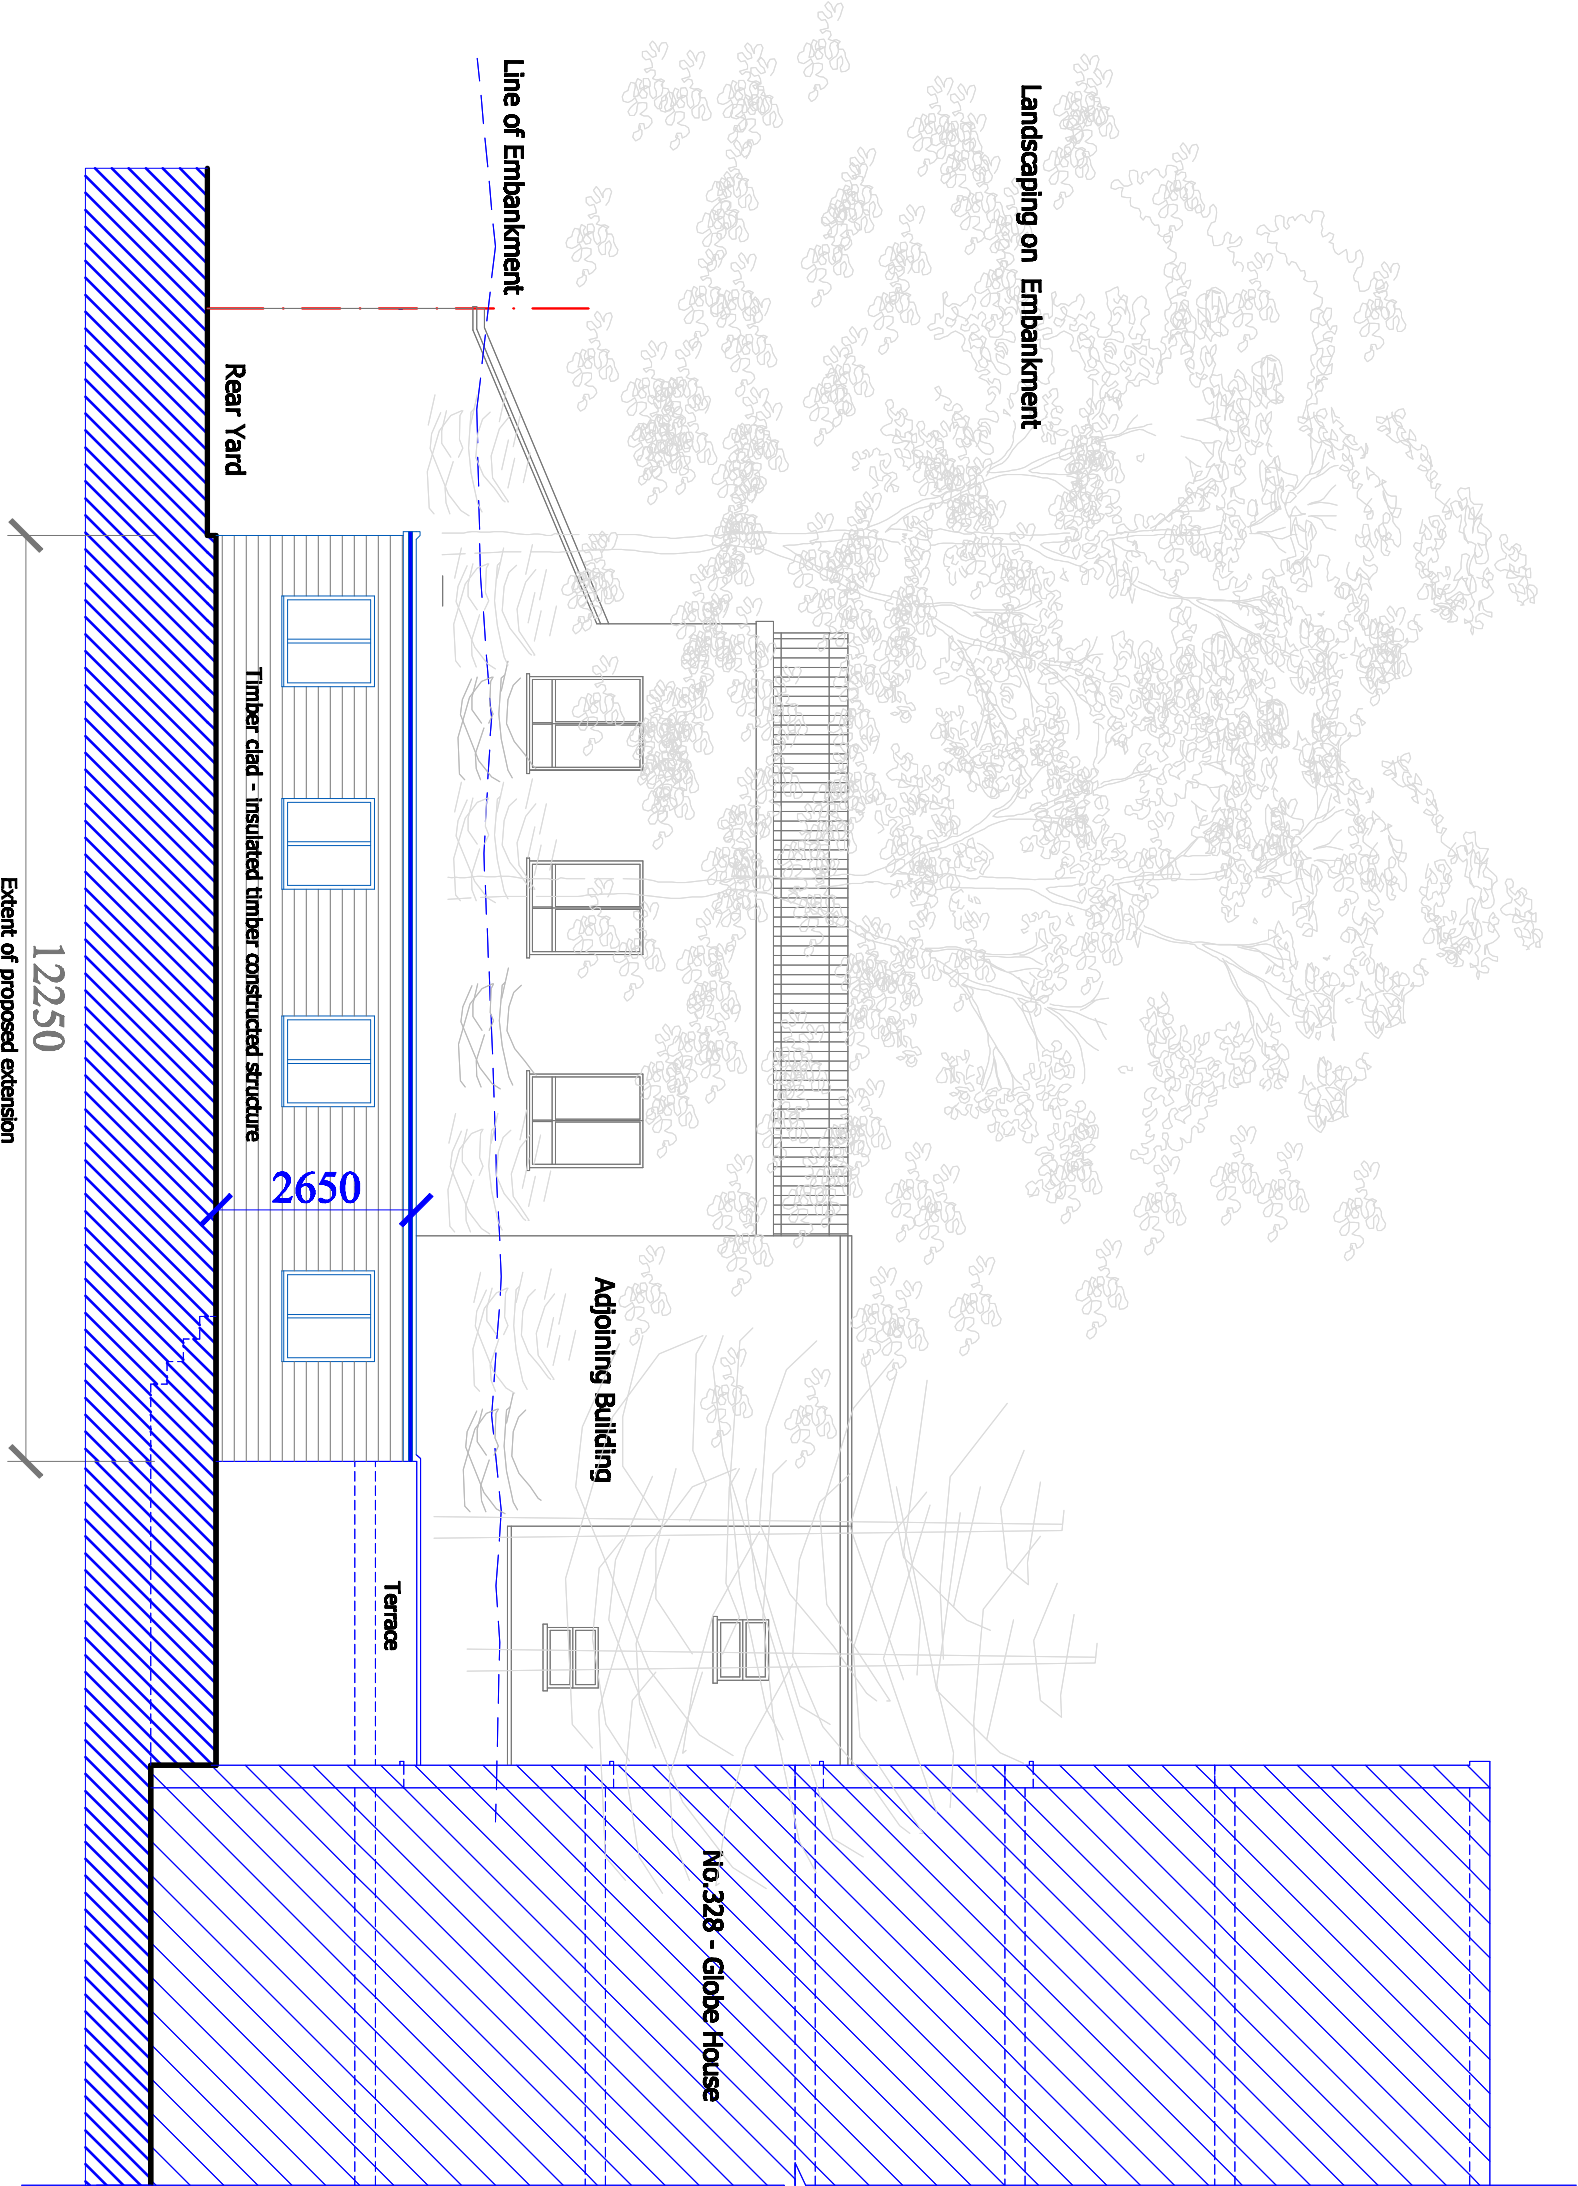 Landscaping on Embankment
Line of Embankment
Adjoining Building
No.328 - Globe House
Terrace
Rear Yard
2650
Timber clad - insulated timber constructed structure
12250
Extent of proposed extension